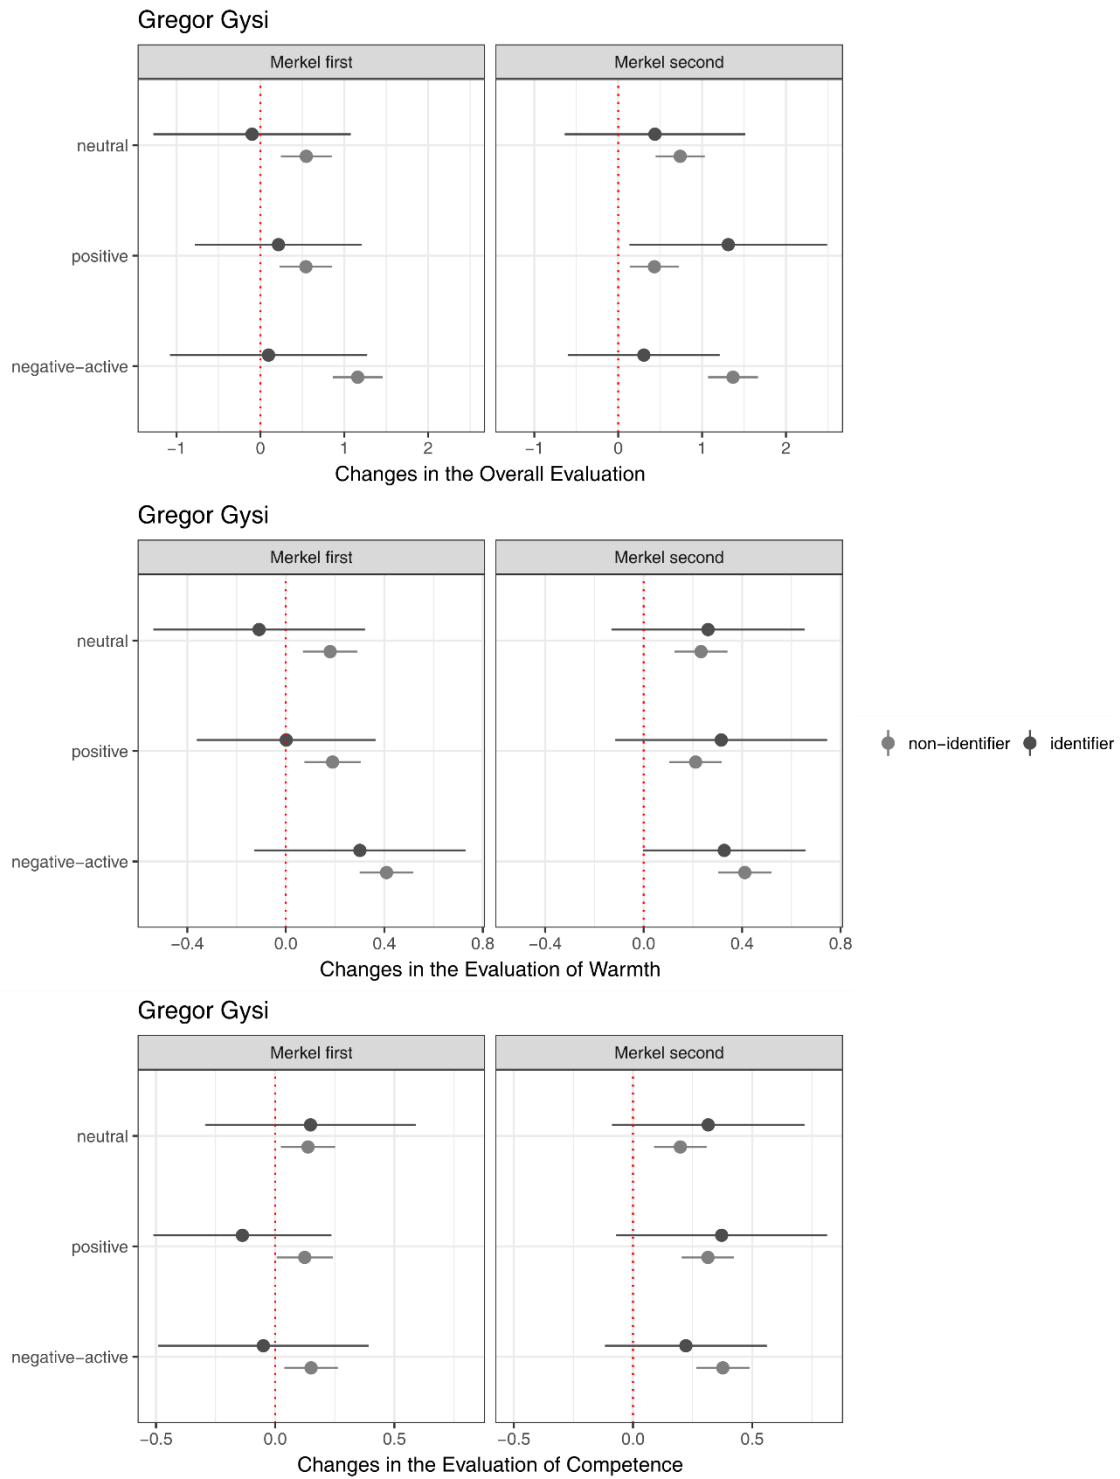 Gregor Gysi
Merkel first Merkel second
neutral
positive
negative−active
−1 0 1 2 −1 0 1 2
Changes in the Overall Evaluation
Gregor Gysi
Merkel first Merkel second
neutral
positive
negative−active
−0.4 0.0 0.4 0.8 −0.4 0.0 0.4 0.8
Changes in the Evaluation of Warmth
non−identifier identifier
Gregor Gysi
Merkel first Merkel second
neutral
positive
negative−active
−0.5 0.0 0.5 −0.5 0.0 0.5
Changes in the Evaluation of Competence